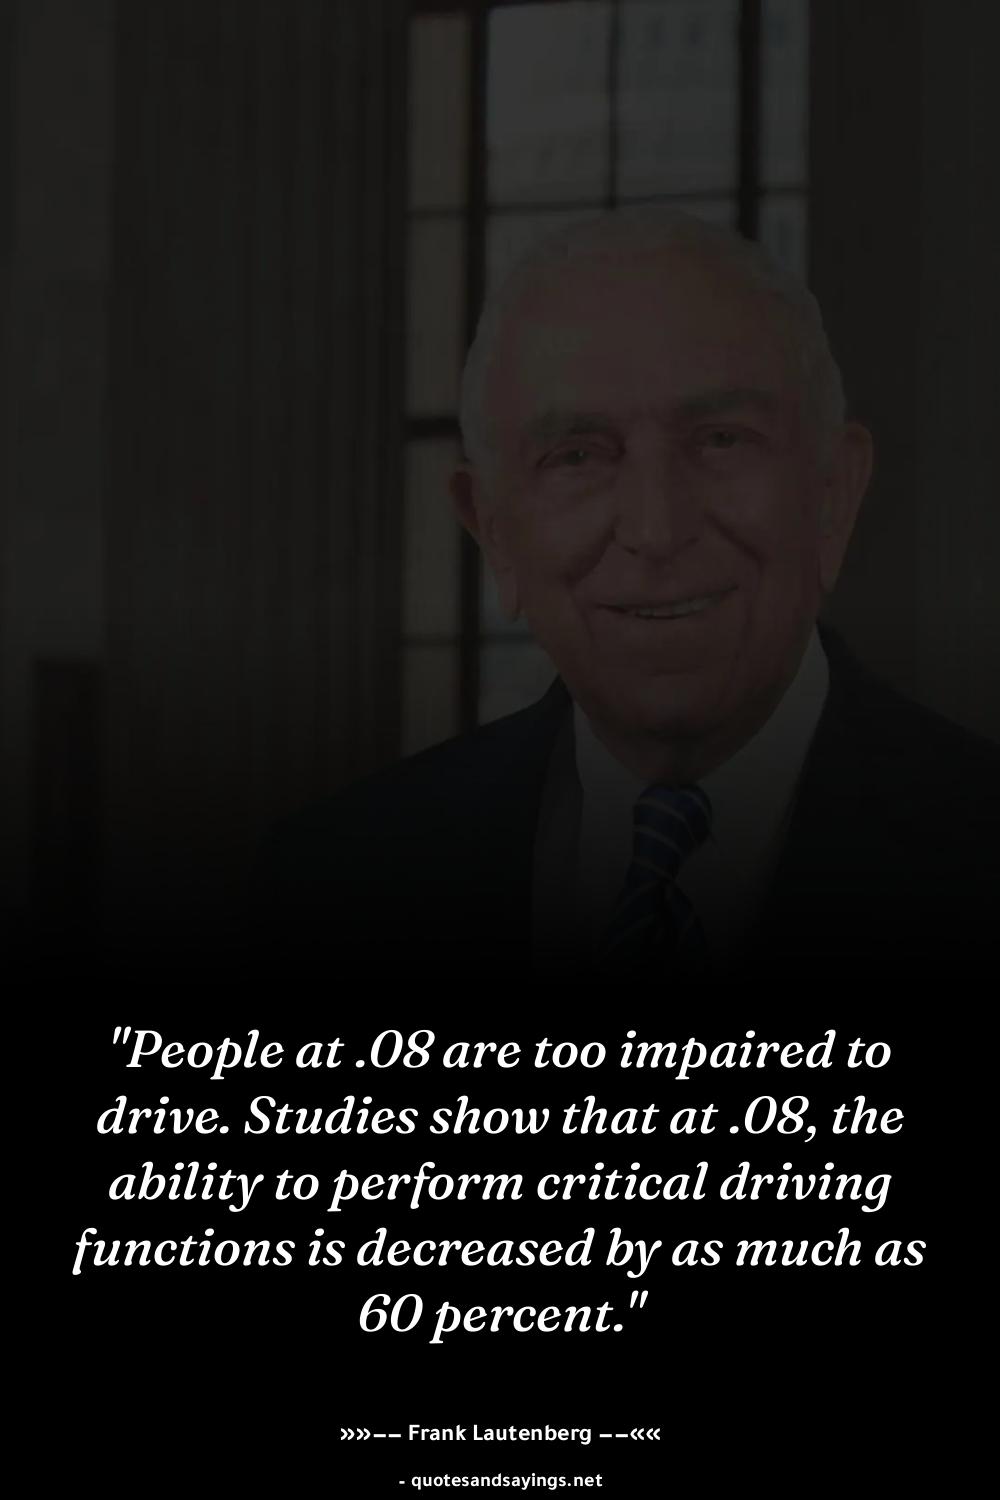 "People at .08 are too impaired to
drive. Studies show that at .08, the
ability to perform critical driving
functions is decreased by as much as
60 percent."
»»−− Frank Lautenberg −−««
- quotesandsayings.net